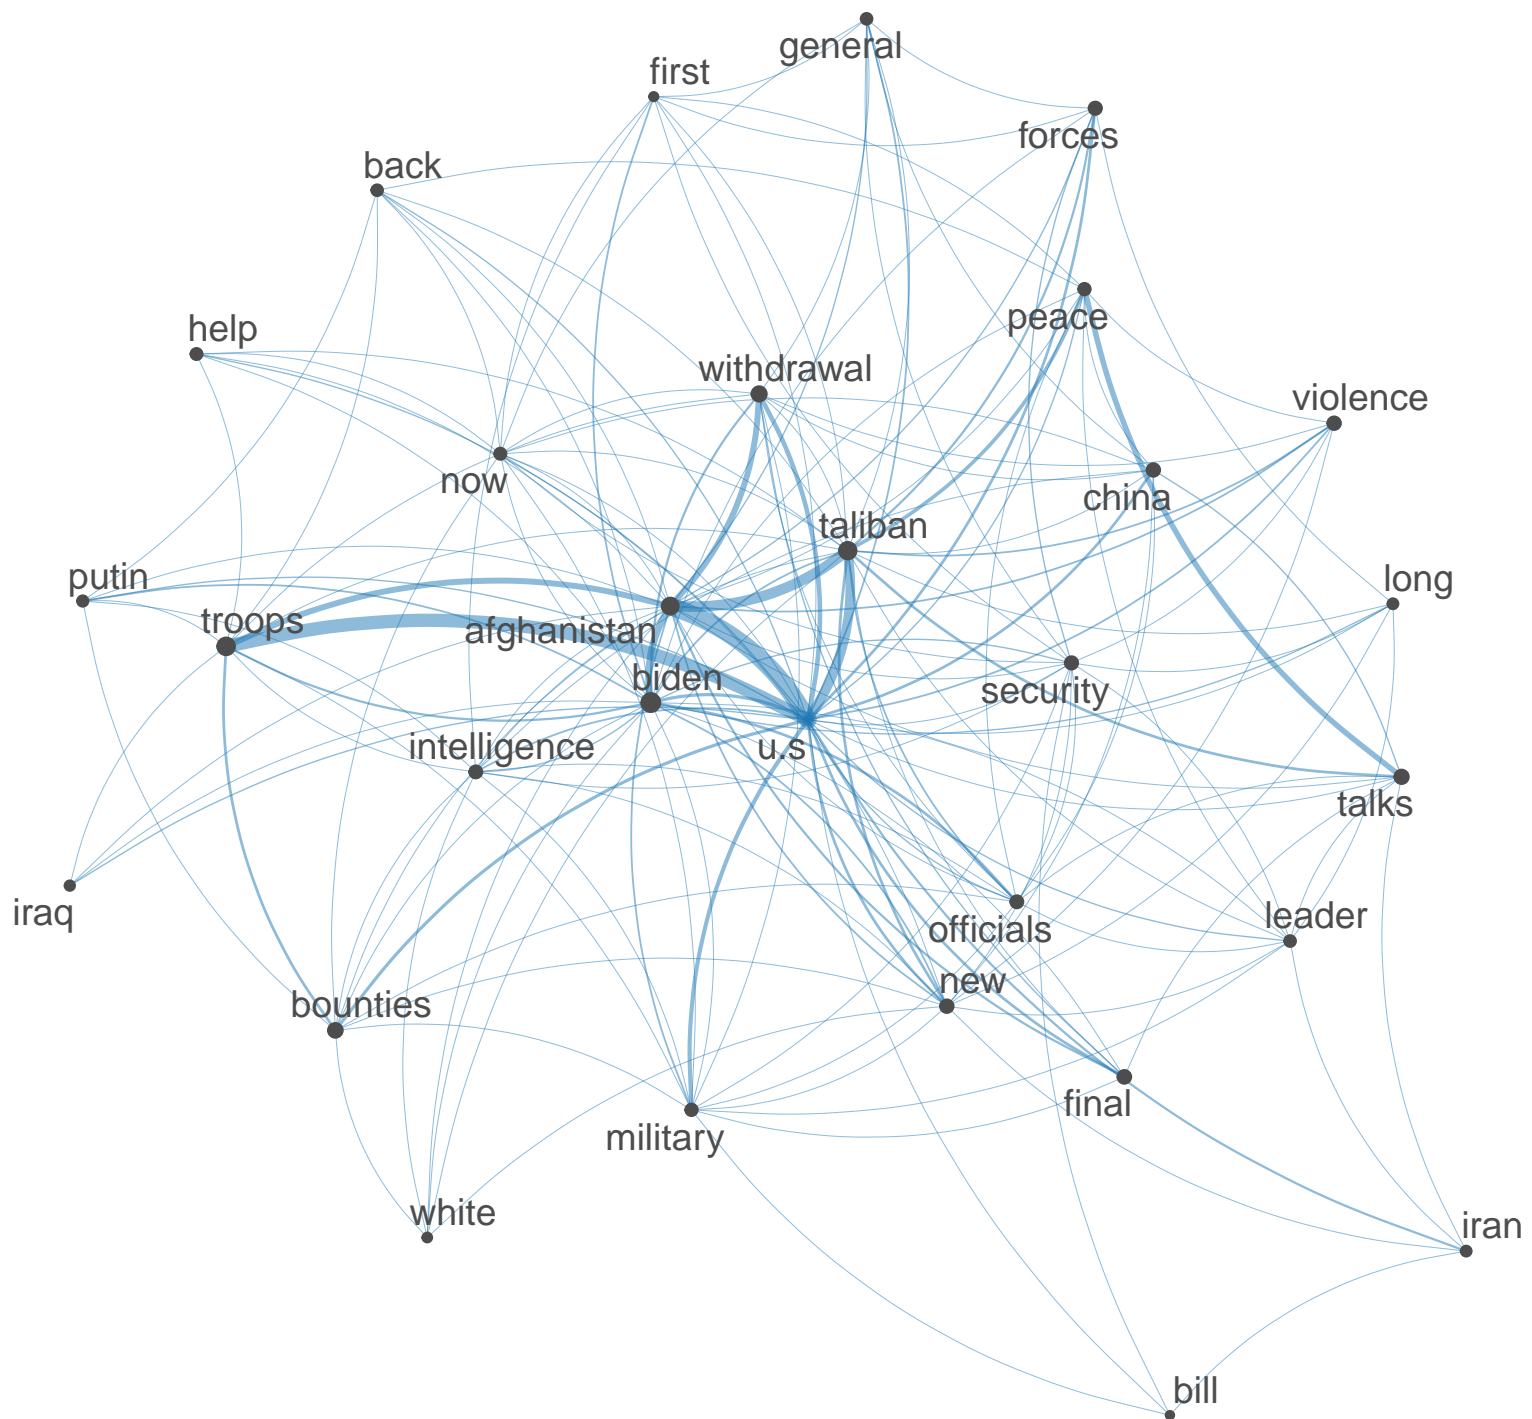 general
first
forces
back
peace
help
withdrawal
violence
now
china
taliban
putin
long
troops
afghanistan
biden
security
intelligence
u.s
talks
iraq
leader
officials
new
bounties
final
military
white
iran
bill